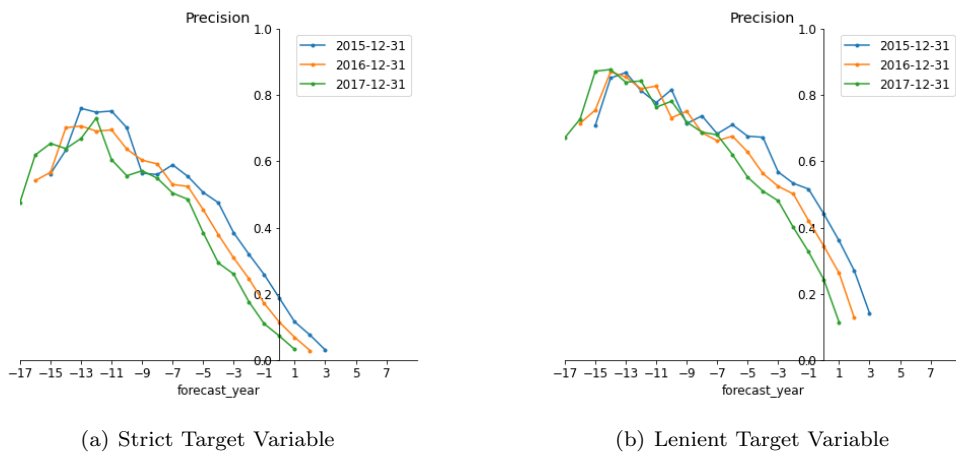 Precision
1.0
0.8
0.6
0.4
0.2
0.0
2015-12-31
2016-12-31
2017-12-31
−17 −15 −13 −11 −9 −7 −5 −3 −1 1 3 5 7
forecast_year
(a) Strict Target Variable
Precision
1.0
0.8
0.6
0.4
0.2
0.0
2015-12-31
2016-12-31
2017-12-31
−17 −15 −13 −11 −9 −7 −5 −3 −1 1 3 5 7
forecast_year
(b) Lenient Target Variable